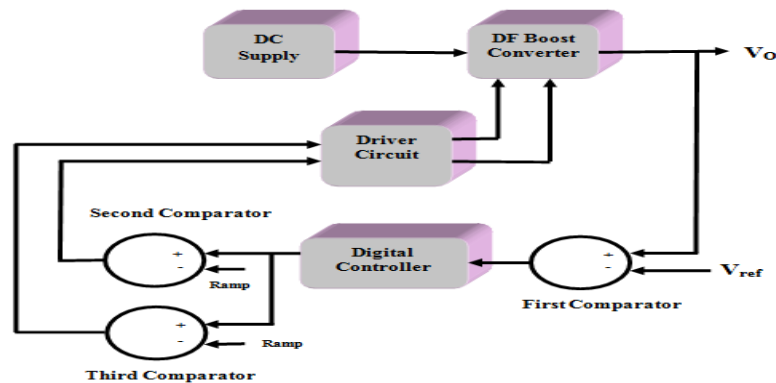 DC
Supply
DF Boost
Converter
Vo
Driver
Circuit
Second Comparator
+
-
Ramp
Digital
Controller
+
-
Vref
First Comparator
+
-
Ramp
Third Comparator